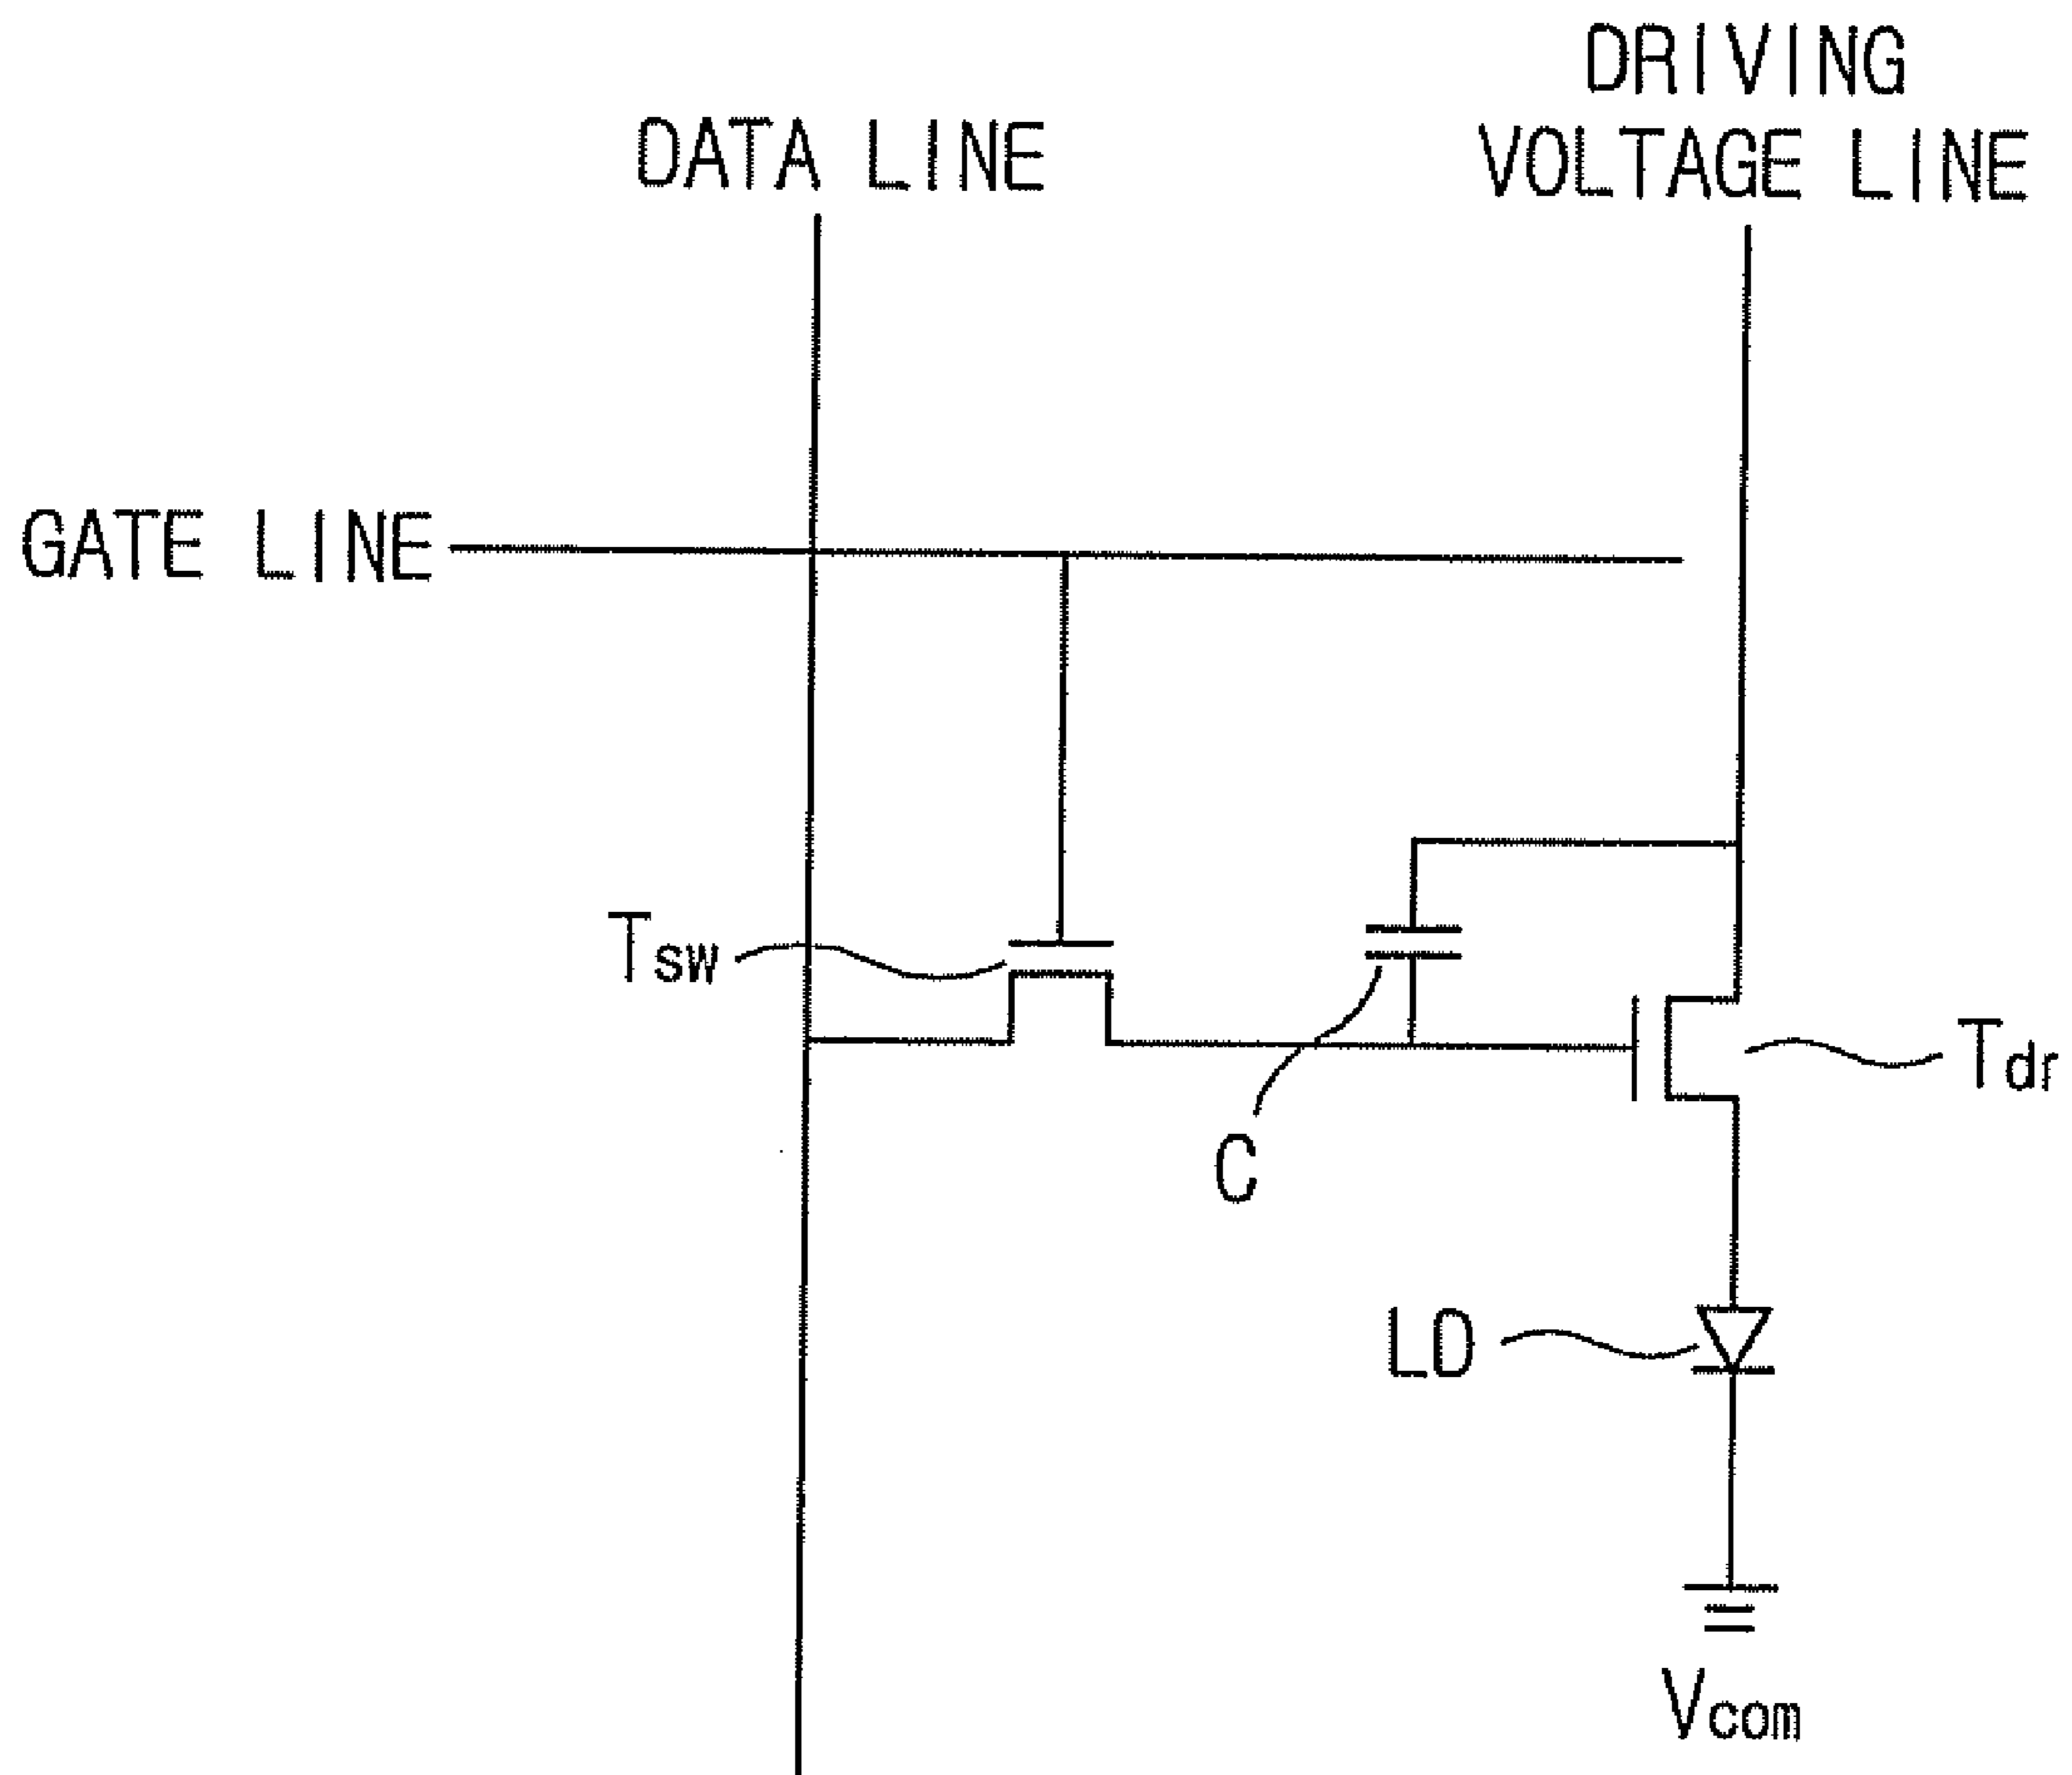 DRIVING
VOLTAGE LINE
DATA LINE
GATE LINE
Tsw
Tdr
C
LD
Vcom